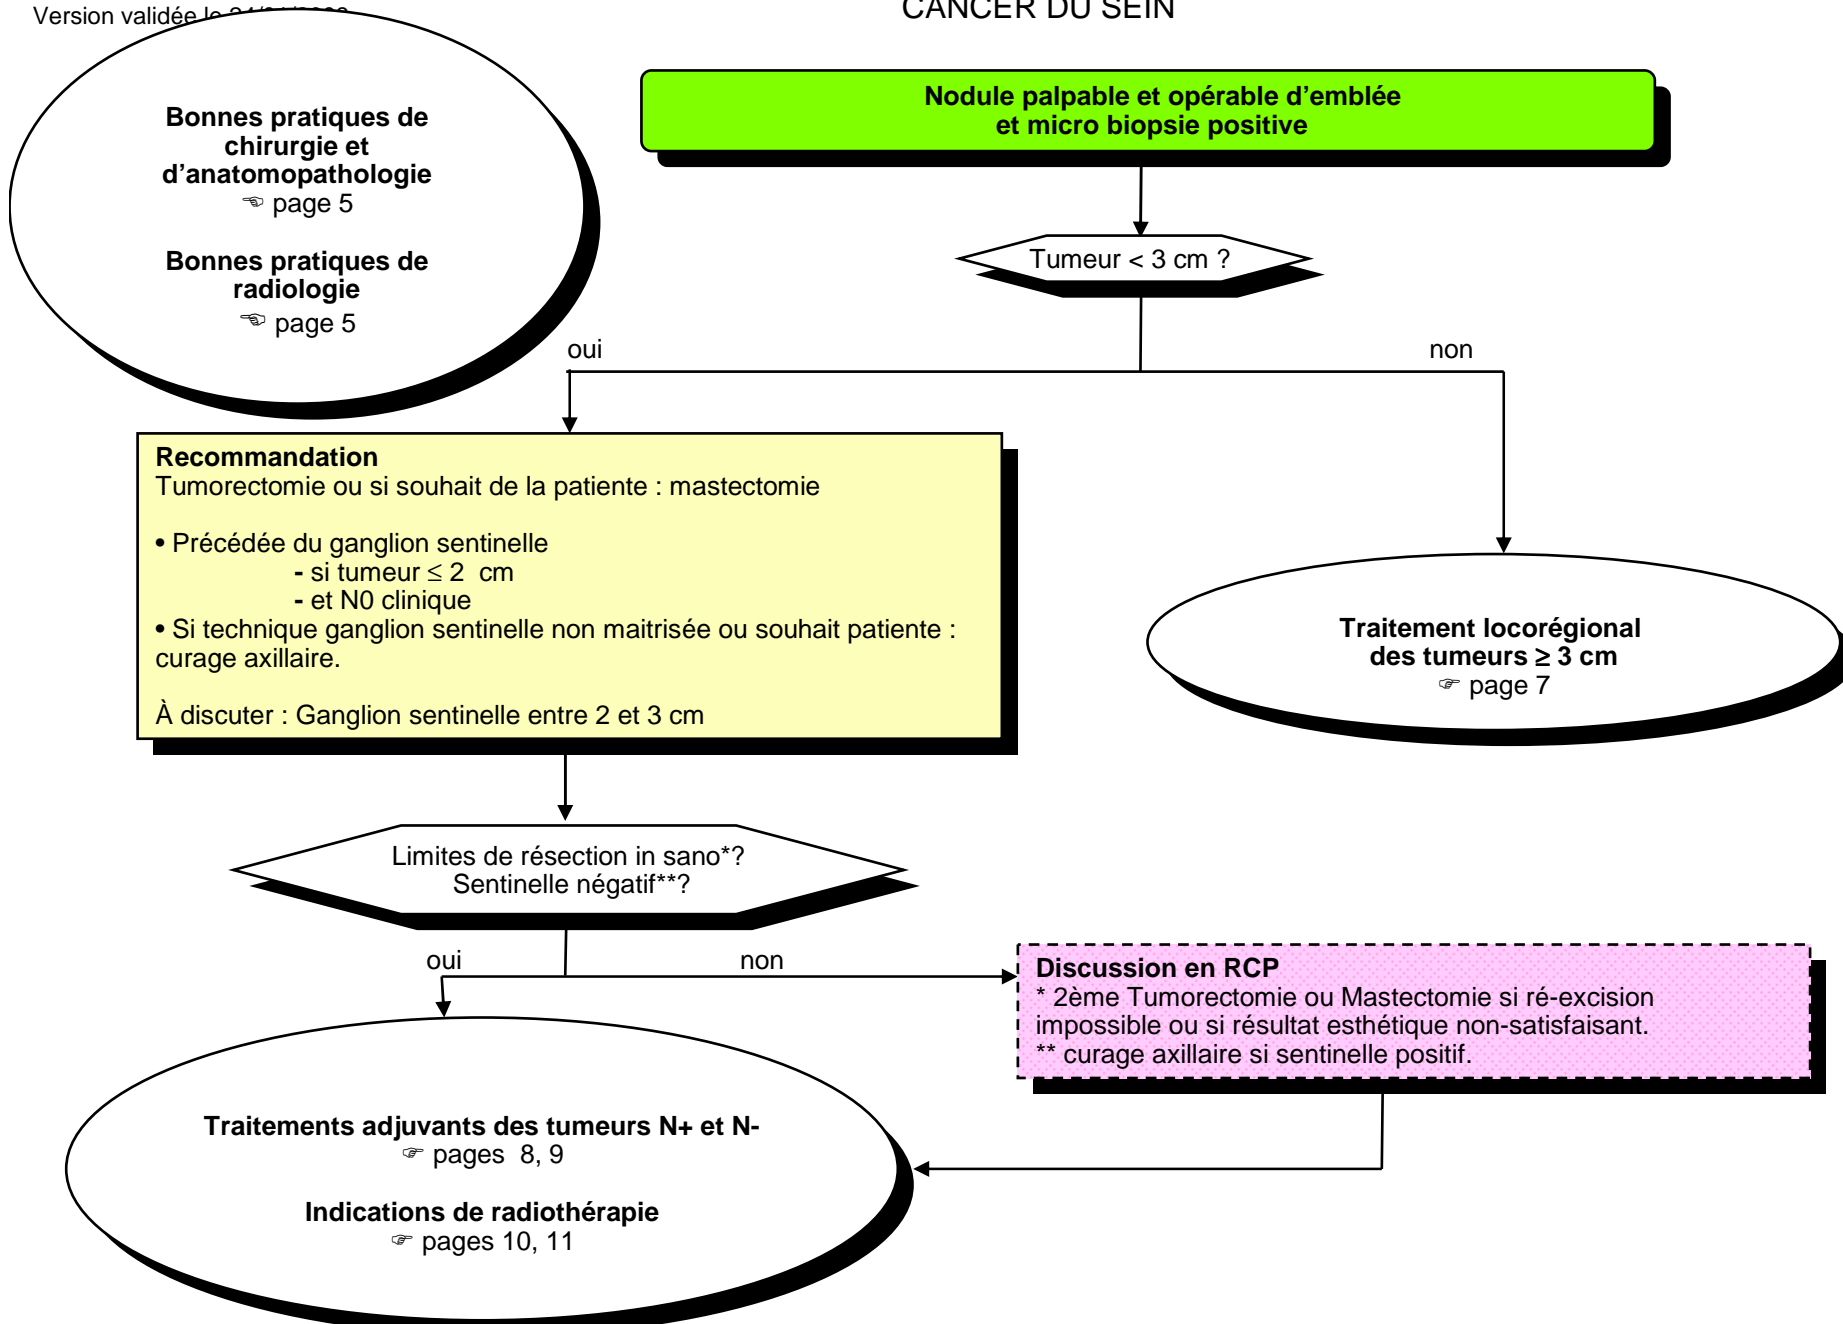 Version validée le
CANCER DU SEIN
Bonnes pratiques de
chirurgie et
d’anatomopathologie
☜ page 5
Bonnes pratiques de
radiologie
☜ page 5
Nodule palpable et opérable d’emblée
et micro biopsie positive
Tumeur < 3 cm ?
oui
non
Recommandation
Tumorectomie ou si souhait de la patiente : mastectomie
• Précédée du ganglion sentinelle
- si tumeur ≤ 2 cm
- et N0 clinique
• Si technique ganglion sentinelle non maitrisée ou souhait patiente :
curage axillaire.
À discuter : Ganglion sentinelle entre 2 et 3 cm
Traitement locorégional
des tumeurs ≥ 3 cm
☞ page 7
Limites de résection in sano*?
Sentinelle négatif**?
oui
non
Discussion en RCP
* 2ème Tumorectomie ou Mastectomie si ré-excision
impossible ou si résultat esthétique non-satisfaisant.
** curage axillaire si sentinelle positif.
Traitements adjuvants des tumeurs N+ et N-
☞ pages 8, 9
Indications de radiothérapie
☞ pages 10, 11